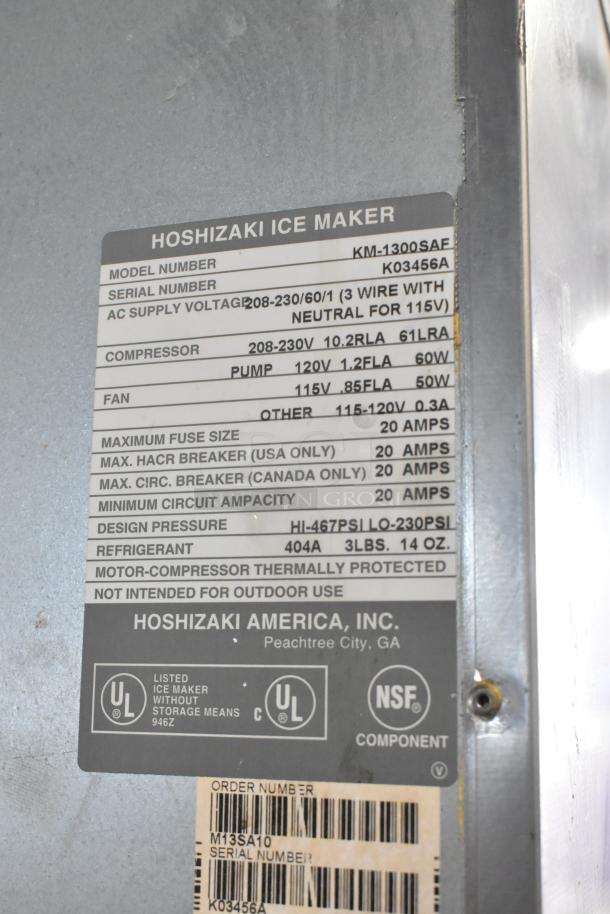 HOSHIZAKI ICE MAKER
MODEL NUMBER KM-1300SAF
SERIAL NUMBER K03456A
AC SUPPLY VOLTAGE 208-230/60/1 (3 WIRE WITH
NEUTRAL FOR 115V)
COMPRESSOR 208-230V 10.2RLA 61LRA
PUMP 120V 1.2FLA 60W
FAN 115V .85FLA 50W
OTHER 115-120V 0.3A
MAXIMUM FUSE SIZE 20 AMPS
MAX. HACR BREAKER (USA ONLY) 20 AMPS
MAX. CIRC. BREAKER (CANADA ONLY) 20 AMPS
MINIMUM CIRCUIT AMPACITY 20 AMPS
DESIGN PRESSURE HI-467PSI LO-230PSI
REFRIGERANT 404A 3LBS. 14 OZ.
MOTOR-COMPRESSOR THERMALLY PROTECTED
NOT INTENDED FOR OUTDOOR USE
HOSHIZAKI AMERICA, INC.
Peachtree City, GA
UL ®
LISTED
ICE MAKER
WITHOUT
STORAGE MEANS
946Z
C UL ®
NSF®
COMPONENT
V
ORDER NUMBER
M13SA10
SERIAL NUMBER
K03456A